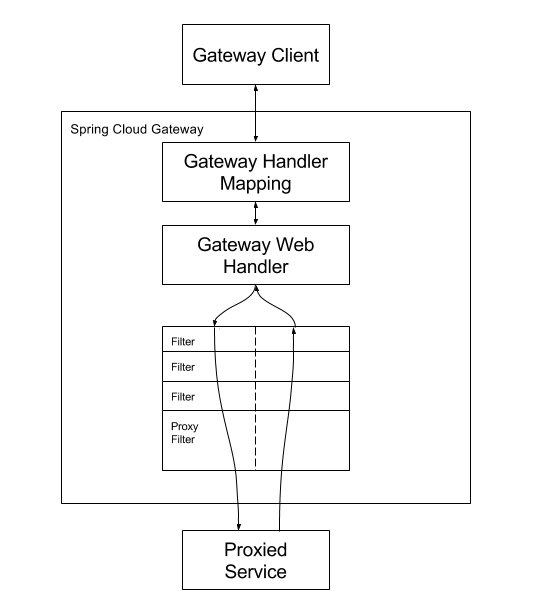 Gateway Client
Spring Cloud Gateway
Gateway Handler
Mapping
Gateway Web
Handler
Filter
Filter
Filter
Proxy
Filter
Proxied
Service